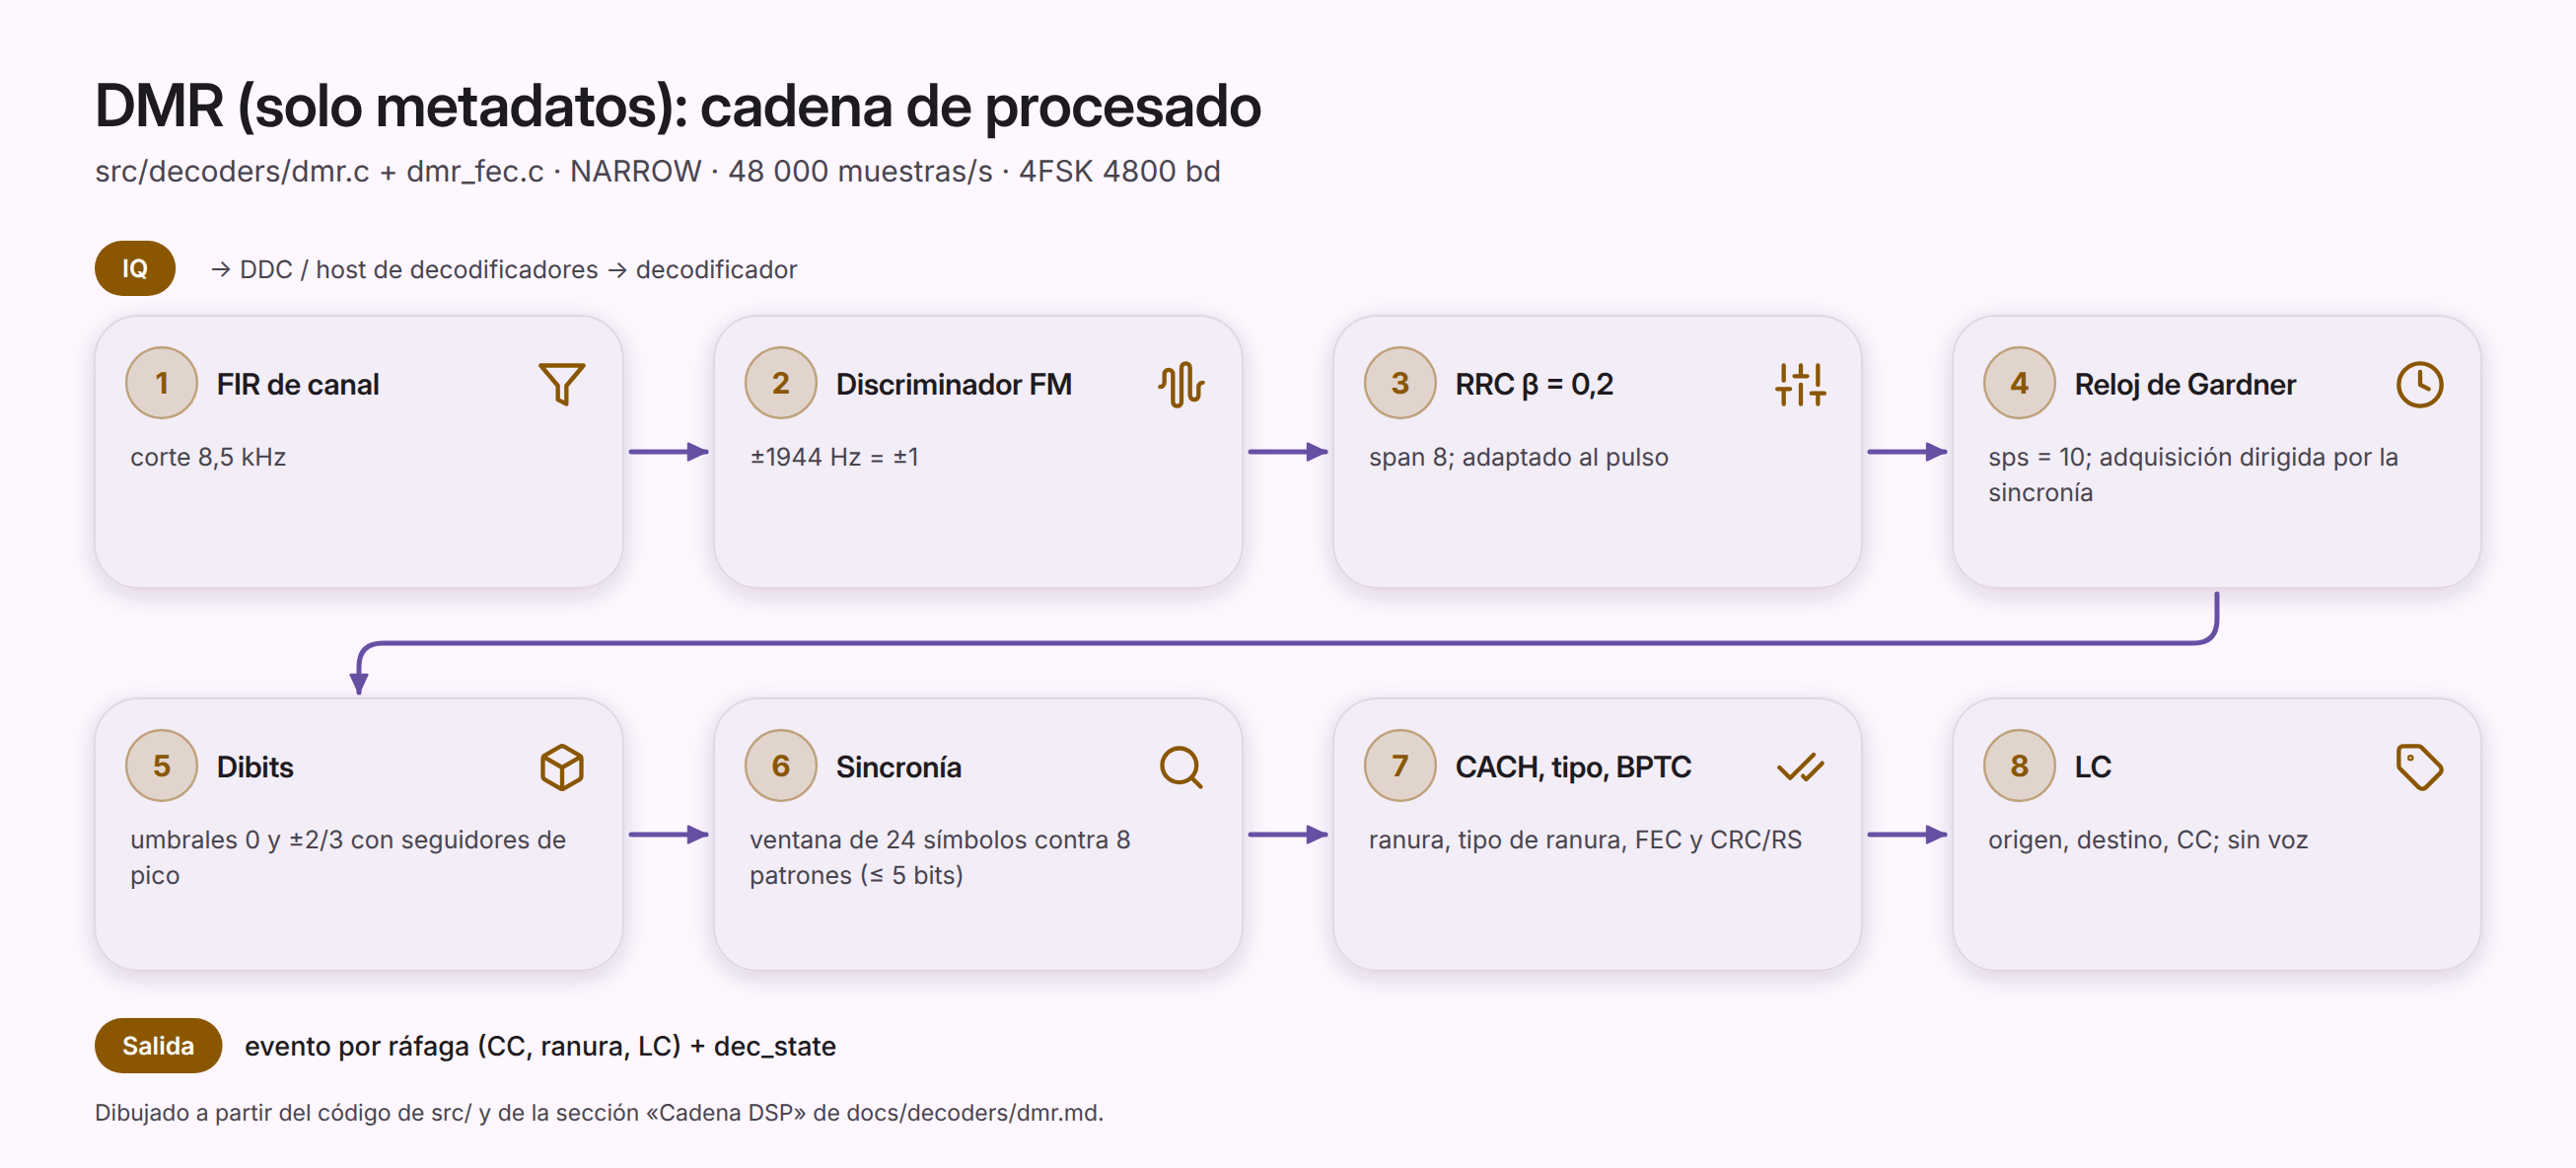 DMR (solo metadatos): cadena de procesado
src/decoders/dmr.c + dmr_fec.c · NARROW · 48 000 muestras/s · 4FSK 4800 bd
IQ → DDC / host de decodificadores → decodificador
1 FIR de canal
corte 8,5 kHz
2 Discriminador FM
±1944 Hz = ±1
3 RRC β = 0,2
span 8; adaptado al pulso
4 Reloj de Gardner
sps = 10; adquisición dirigida por la
sincronía
5 Dibits
umbrales 0 y ±2/3 con seguidores de
pico
6 Sincronía
ventana de 24 símbolos contra 8
patrones (≤ 5 bits)
7 CACH, tipo, BPTC
ranura, tipo de ranura, FEC y CRC/RS
8 LC
origen, destino, CC; sin voz
Salida evento por ráfaga (CC, ranura, LC) + dec_state
Dibujado a partir del código de src/ y de la sección «Cadena DSP» de docs/decoders/dmr.md.